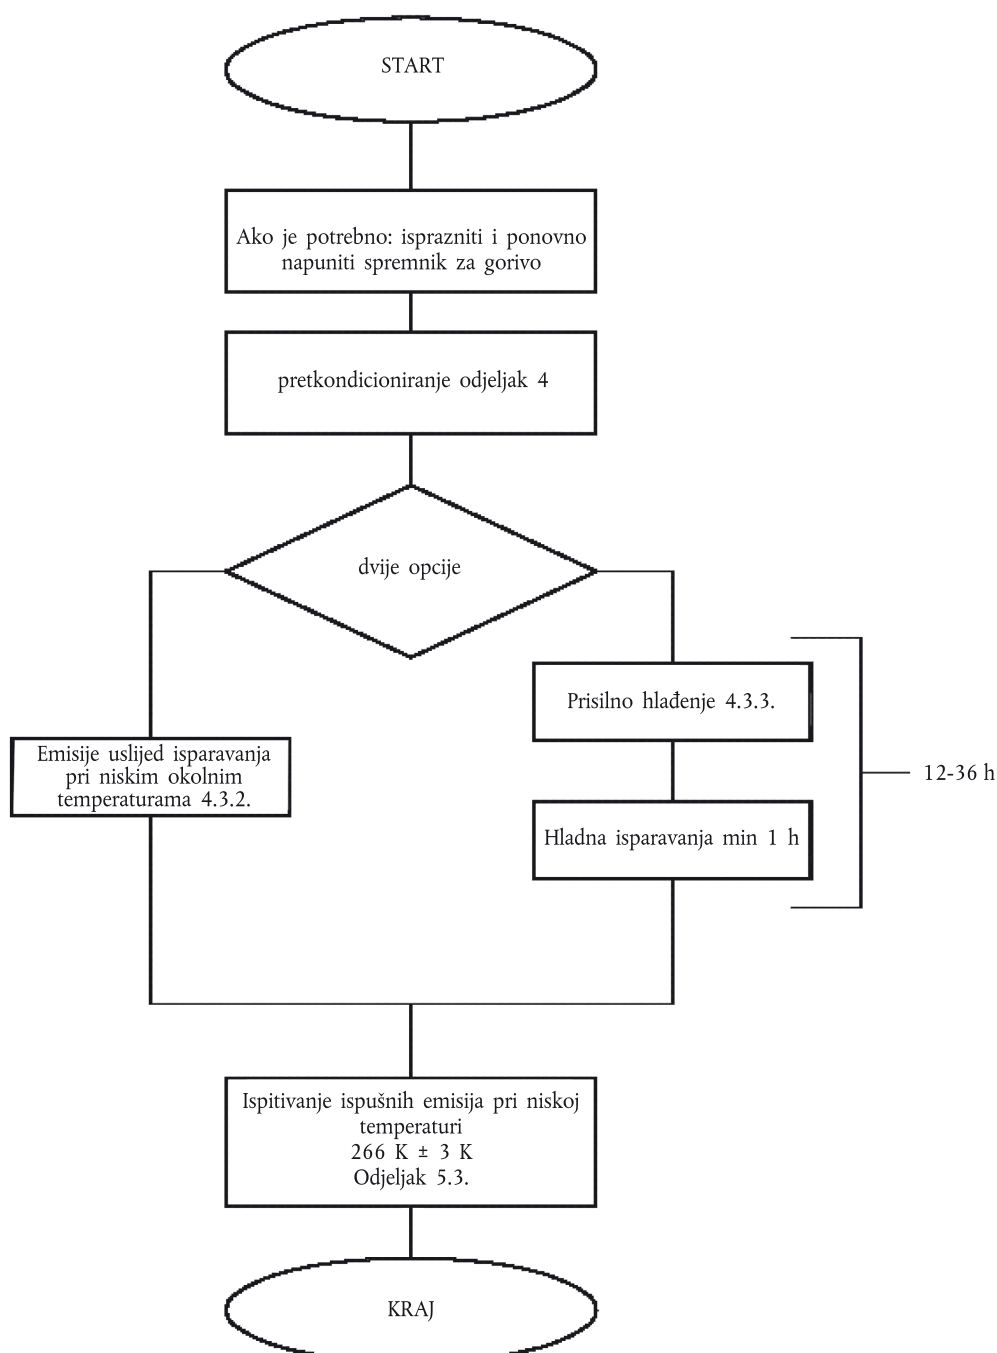 START
Ako je potrebno: isprazniti i ponovno
napuniti spremnik za gorivo
pretkondicioniranje odjeljak 4
dvije opcije
Prisilno hlađenje 4.3.3.
Emisije uslijed isparavanja
pri niskim okolnim
temperaturama 4.3.2.
12-36 h
Hladna isparavanja min 1 h
Ispitivanje ispušnih emisija pri niskoj
temperaturi
266 K ± 3 K
Odjeljak 5.3.
KRAJ